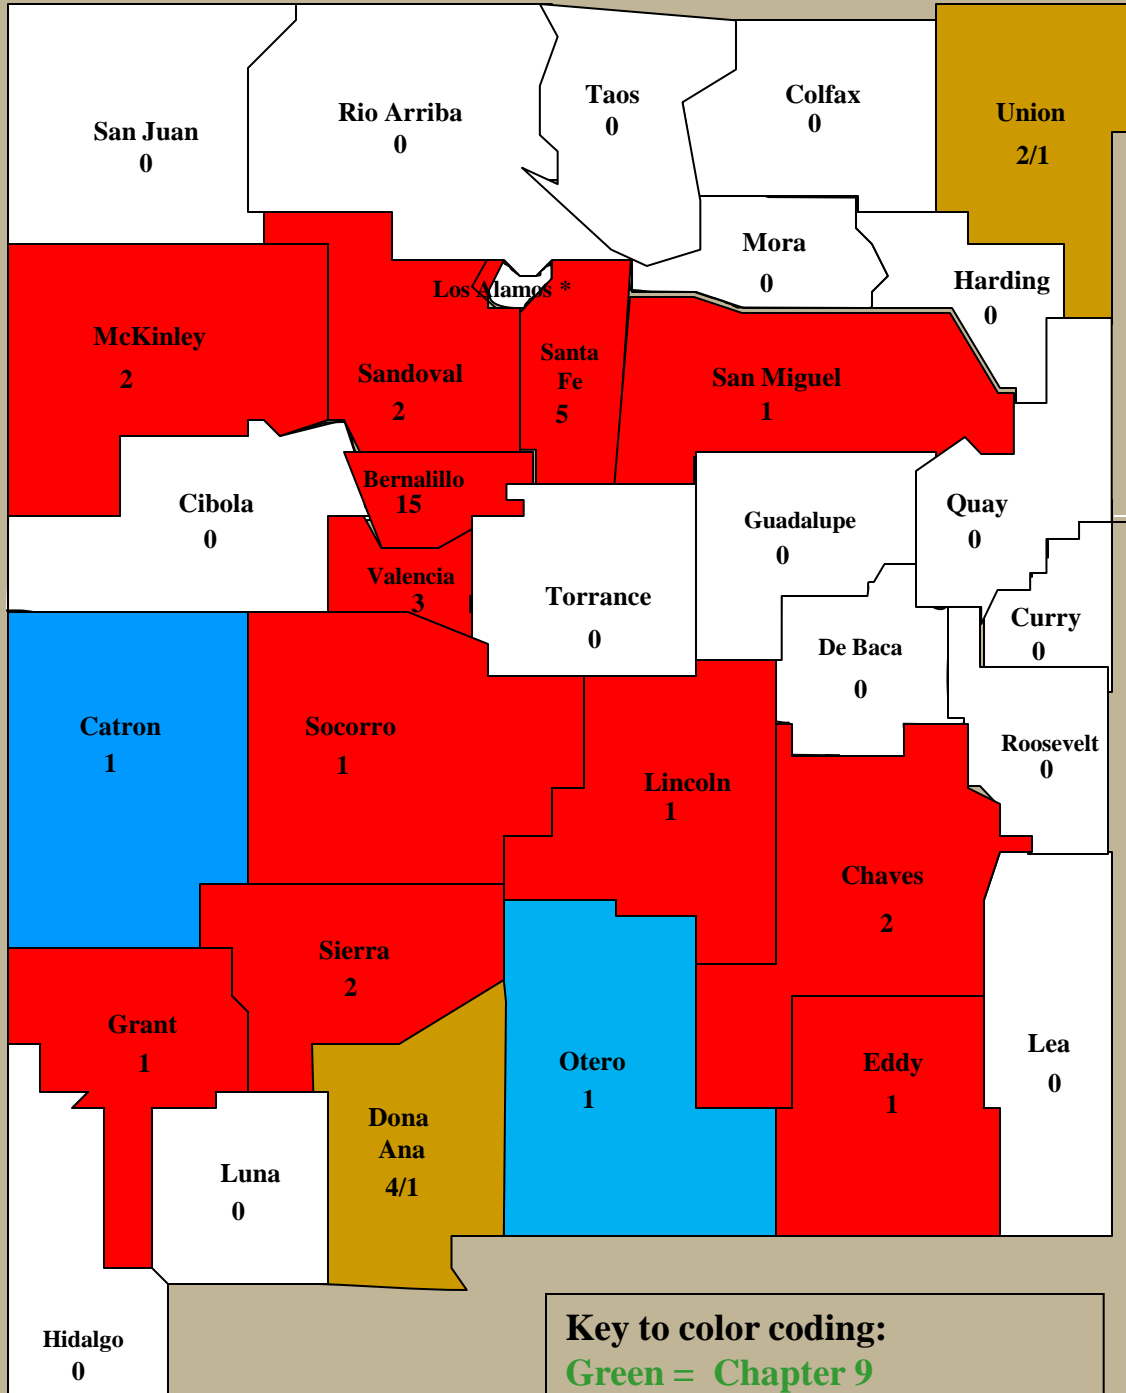 San Juan
0
Rio Arriba
0
Taos
0
Colfax
0
Union
2/1
Mora
0
Harding
0
Los Alamos *
McKinley
2
Sandoval
2
Santa
Fe
5
San Miguel
1
Bernalillo
15
Cibola
0
Guadalupe
0
Quay
0
Valencia
3
Torrance
0
De Baca
0
Curry
0
Catron
1
Socorro
1
Lincoln
1
Roosevelt
0
Chaves
2
Sierra
2
Grant
1
Otero
1
Eddy
1
Lea
0
Dona
Ana
4/1
Luna
0
Hidalgo
0
Key to color coding:
Green = Chapter 9